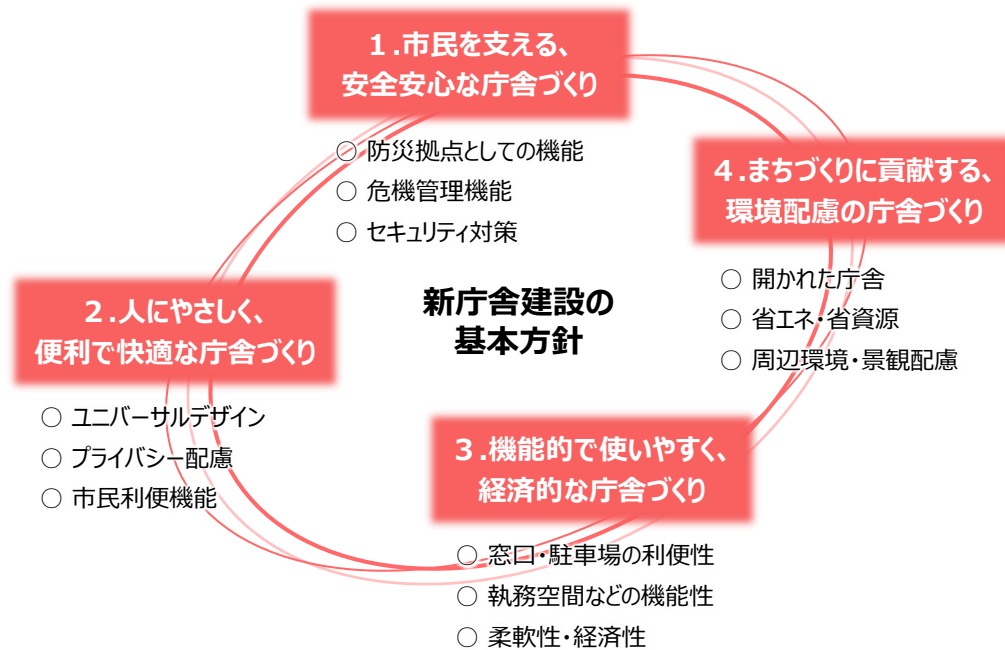 1.市民を支える、
安全安心な庁舎づくり
○ 防災拠点としての機能
○ 危機管理機能
○ セキュリティ対策
新庁舎建設の
基本方針
2.人にやさしく、
便利で快適な庁舎づくり
○ ユニバーサルデザイン
○ プライバシー配慮
○ 市民利便機能
3.機能的で使いやすく、
経済的な庁舎づくり
○ 窓口・駐車場の利便性
○ 執務空間などの機能性
○ 柔軟性・経済性
4.まちづくりに貢献する、
環境配慮の庁舎づくり
○ 開かれた庁舎
○ 省エネ・省資源
○ 周辺環境・景観配慮